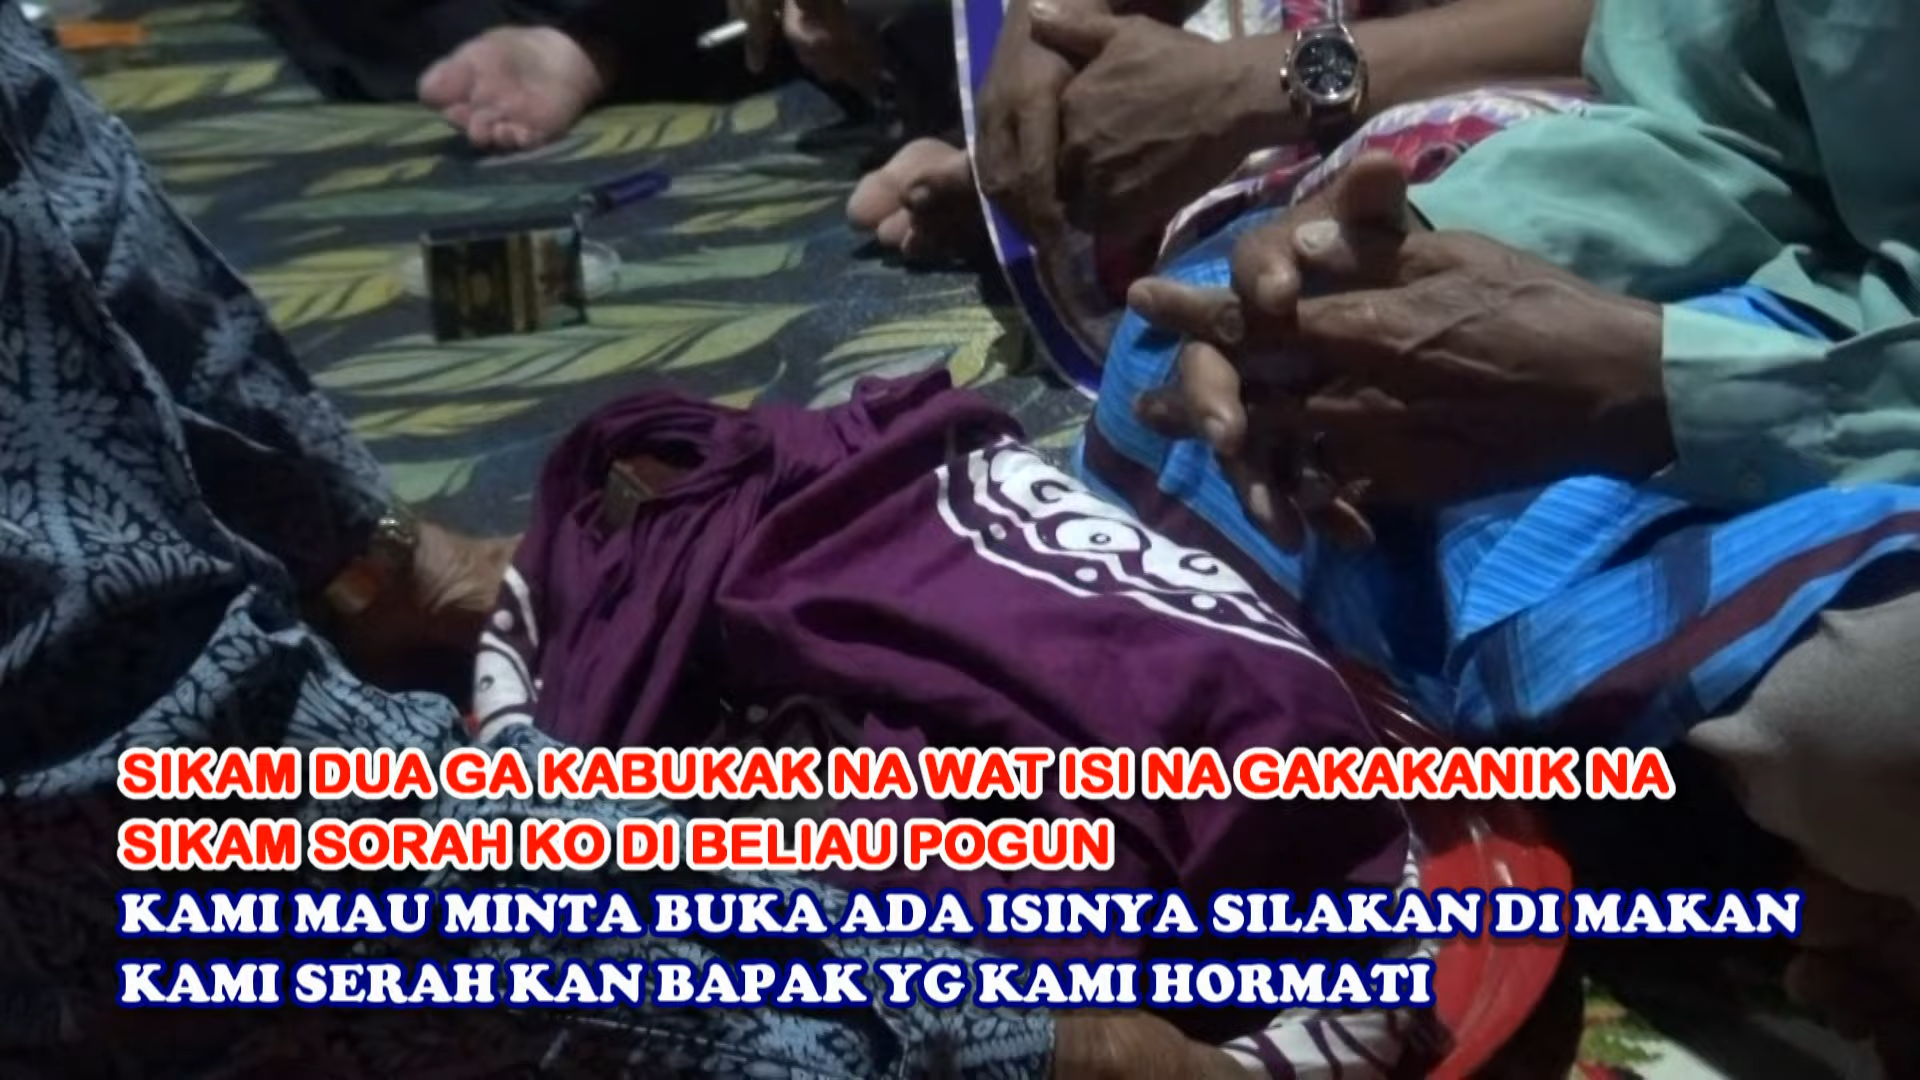 SIKAM DUA GA KABUKAK NA WAT ISI NA GAKAKANIK NA
SIKAM SORAH KO DI BELIAU POGUN
KAMI MAU MINTA BUKA ADA ISINYA SILAKAN DI MAKAN
KAMI SERAH KAN BAPAK YG KAMI HORMATI